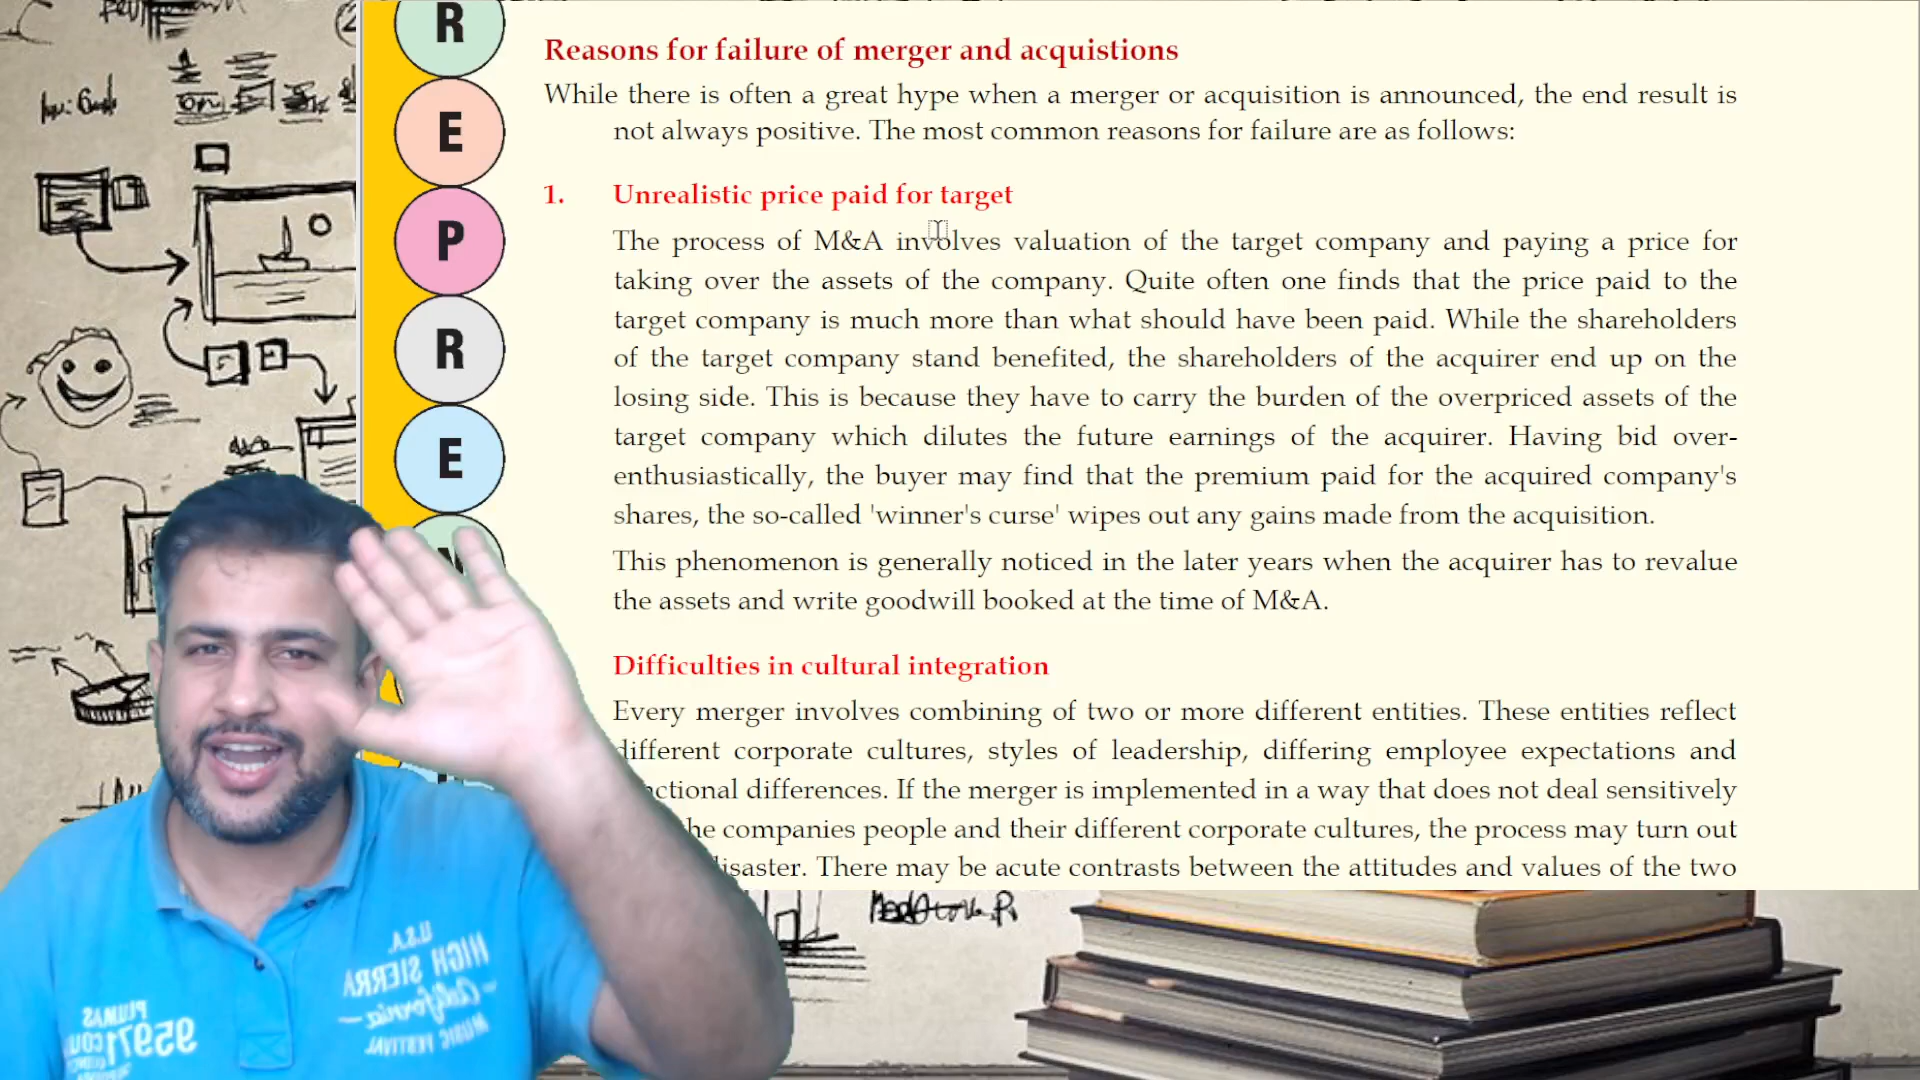 R
E
P
R
E
Reasons for failure of merger and acquistions
While there is often a great hype when a merger or acquisition is announced, the end result is
not always positive. The most common reasons for failure are as follows:
1. Unrealistic price paid for target
The process of M&A involves valuation of the target company and paying a price for
taking over the assets of the company. Quite often one finds that the price paid to the
target company is much more than what should have been paid. While the shareholders
of the target company stand benefited, the shareholders of the acquirer end up on the
losing side. This is because they have to carry the burden of the overpriced assets of the
target company which dilutes the future earnings of the acquirer. Having bid over-
enthusiastically, the buyer may find that the premium paid for the acquired company's
shares, the so-called 'winner's curse' wipes out any gains made from the acquisition.
This phenomenon is generally noticed in the later years when the acquirer has to revalue
the assets and write goodwill booked at the time of M&A.
Difficulties in cultural integration
Every merger involves combining of two or more different entities. These entities reflect
different corporate cultures, styles of leadership, differing employee expectations and
differences. If the merger is implemented in a way that does not deal sensitively
companies people and their different corporate cultures, the process may turn out
There may be acute contrasts between the attitudes and values of the two
U.S.A.
HIGH SIERRA
California
MUSIC FESTIVAL
PLUMAS
95971